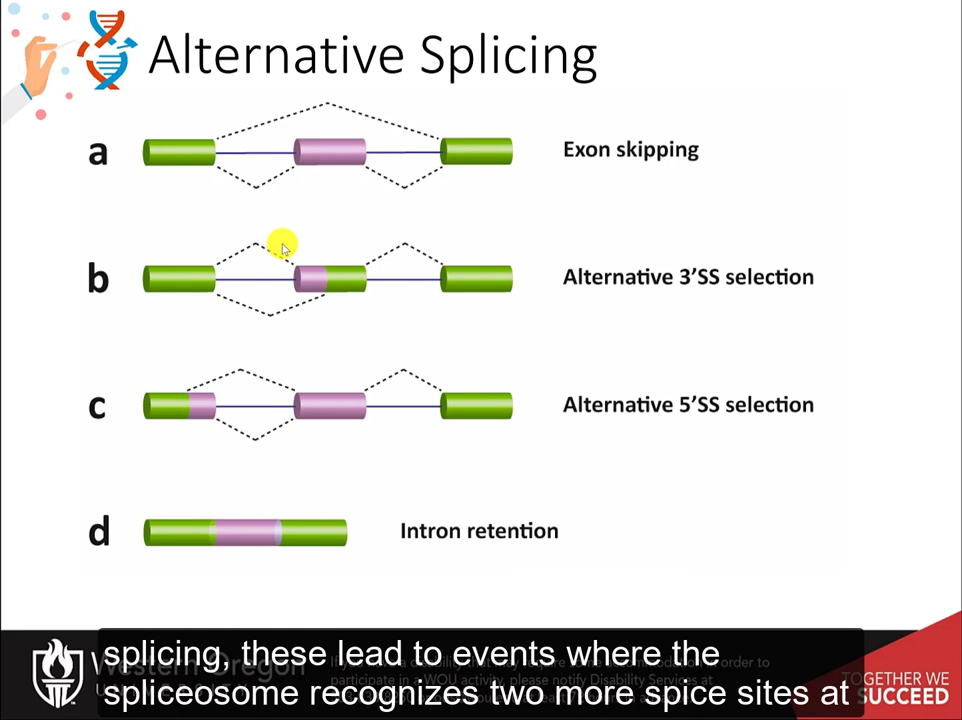 Alternative Splicing
a
Exon skipping
b
Alternative 3'SS selection
c
Alternative 5'SS selection
d
Intron retention
splicing, these lead to events where the
spliceosome recognizes two more spice sites at
Western Oregon
order to
participate in a WOU activity, please notify Disability Services at
TOGETHER WE
SUCCEED